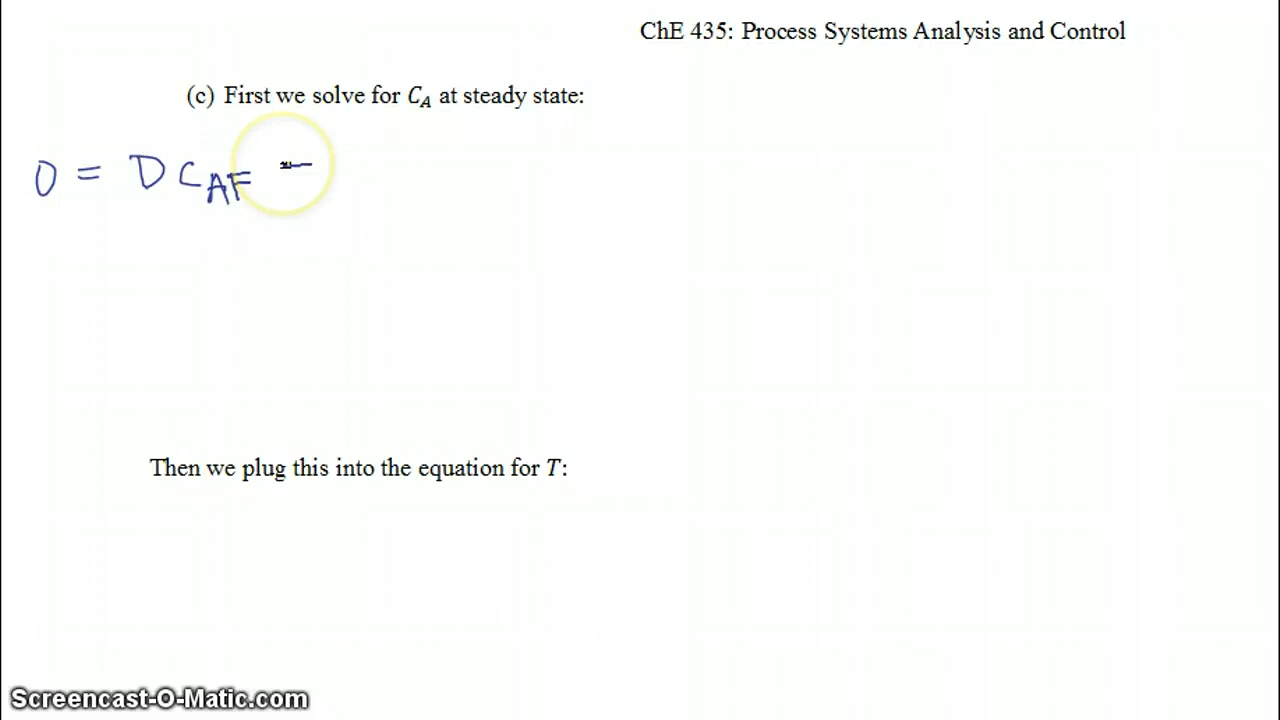 ChE 435: Process Systems Analysis and Control
(c) First we solve for C_A at steady state:
0 = D C_AF −
Then we plug this into the equation for T:
Screencast-O-Matic.com